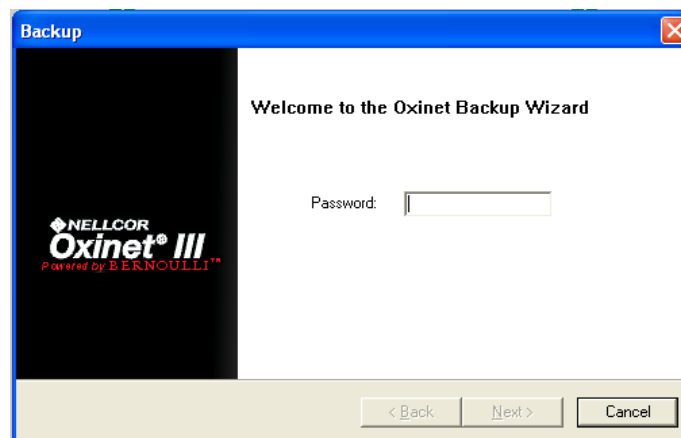 Backup
Welcome to the Oxinet Backup Wizard
Password:
NELLCOR
Oxinet® III
Powered by BERNOULLI™
< Back
Next >
Cancel